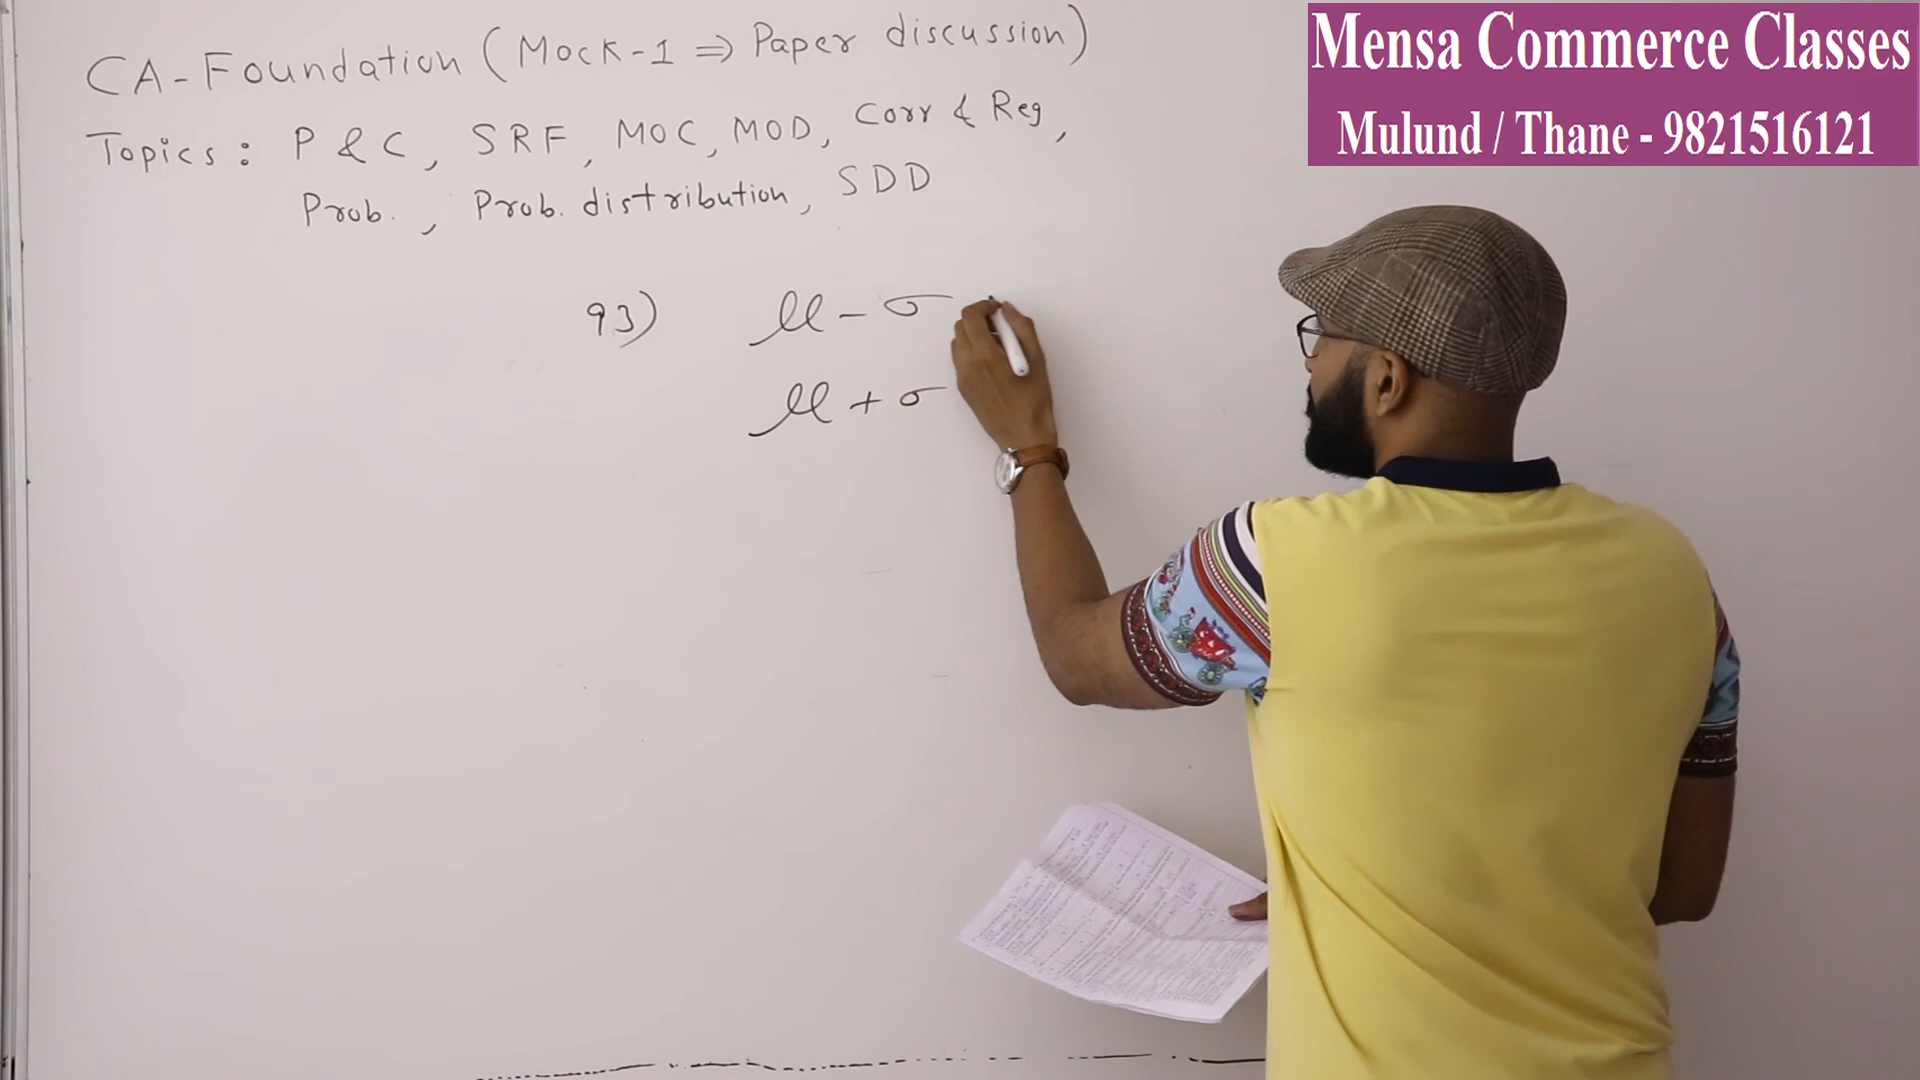 CA-Foundation (Mock-1 ⇒ Paper discussion)
Topics: P & C, SRF, MOC, MOD, Corr & Reg,
Prob., Prob. distribution, SDD
93) μ - σ
μ + σ
Mensa Commerce Classes
Mulund / Thane - 9821516121